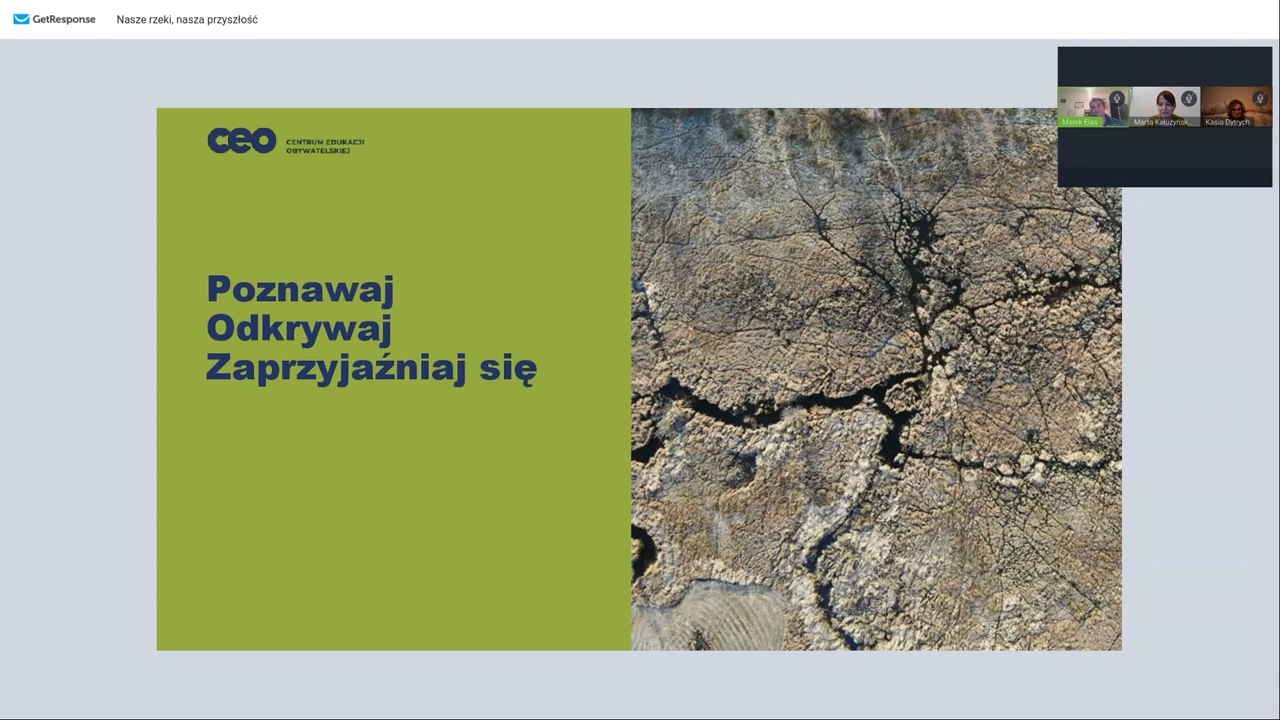 GetResponse
Nasze rzeki, nasza przyszłość
Marek Elas
Marta Kałużyńsk...
Kasia Dytrych
ceo
CENTRUM EDUKACJI
OBYWATELSKIEJ
Poznawaj
Odkrywaj
Zaprzyjaźniaj się